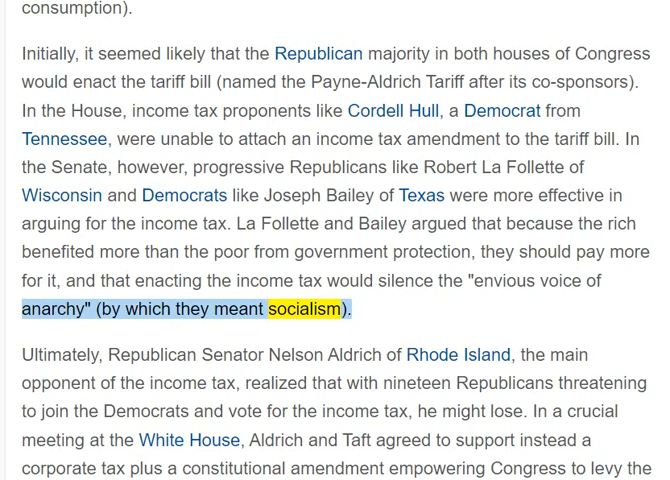 consumption).
Initially, it seemed likely that the Republican majority in both houses of Congress
would enact the tariff bill (named the Payne-Aldrich Tariff after its co-sponsors).
In the House, income tax proponents like Cordell Hull, a Democrat from
Tennessee, were unable to attach an income tax amendment to the tariff bill. In
the Senate, however, progressive Republicans like Robert La Follette of
Wisconsin and Democrats like Joseph Bailey of Texas were more effective in
arguing for the income tax. La Follette and Bailey argued that because the rich
benefited more than the poor from government protection, they should pay more
for it, and that enacting the income tax would silence the "envious voice of
anarchy" (by which they meant socialism).
Ultimately, Republican Senator Nelson Aldrich of Rhode Island, the main
opponent of the income tax, realized that with nineteen Republicans threatening
to join the Democrats and vote for the income tax, he might lose. In a crucial
meeting at the White House, Aldrich and Taft agreed to support instead a
corporate tax plus a constitutional amendment empowering Congress to levy the